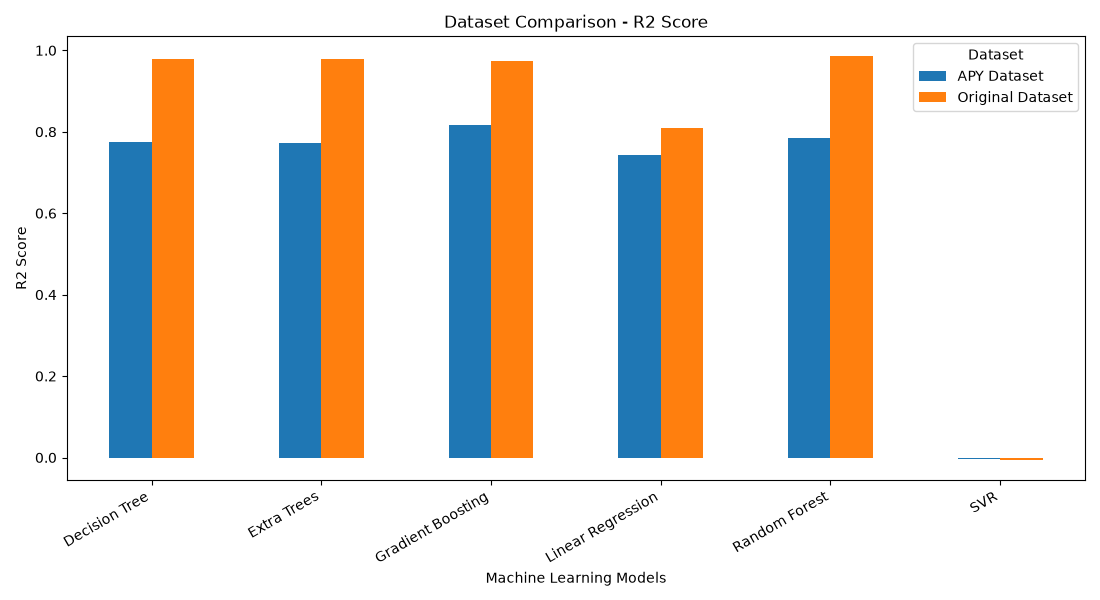 Dataset Comparison - R2 Score
Dataset
APY Dataset
Original Dataset
R2 Score
1.0
0.8
0.6
0.4
0.2
0.0
Decision Tree
Extra Trees
Gradient Boosting
Linear Regression
Random Forest
SVR
Machine Learning Models